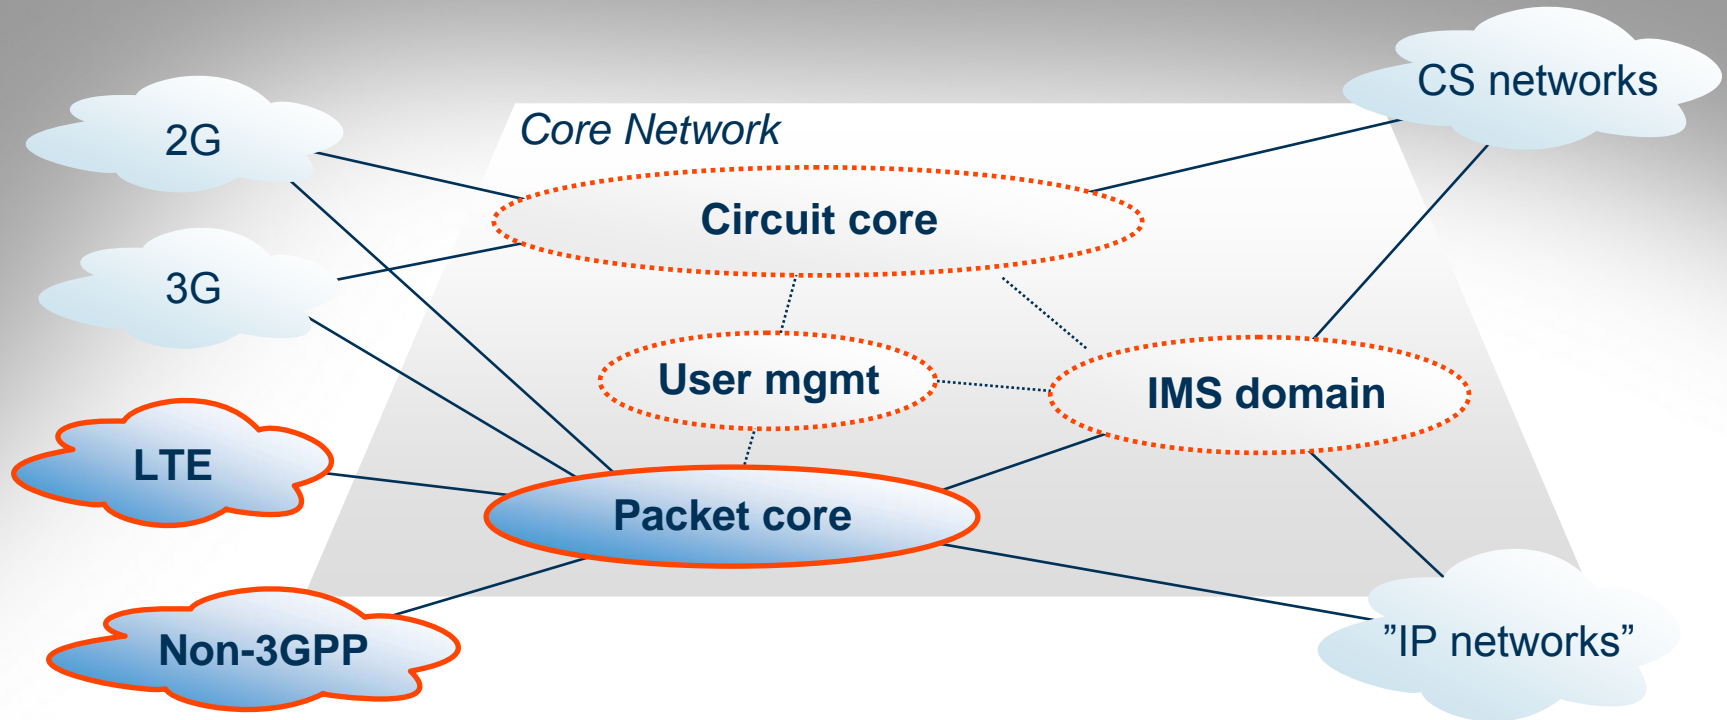 CS networks
2G
Core Network
Circuit core
3G
User mgmt
IMS domain
LTE
Packet core
Non-3GPP
”IP networks”